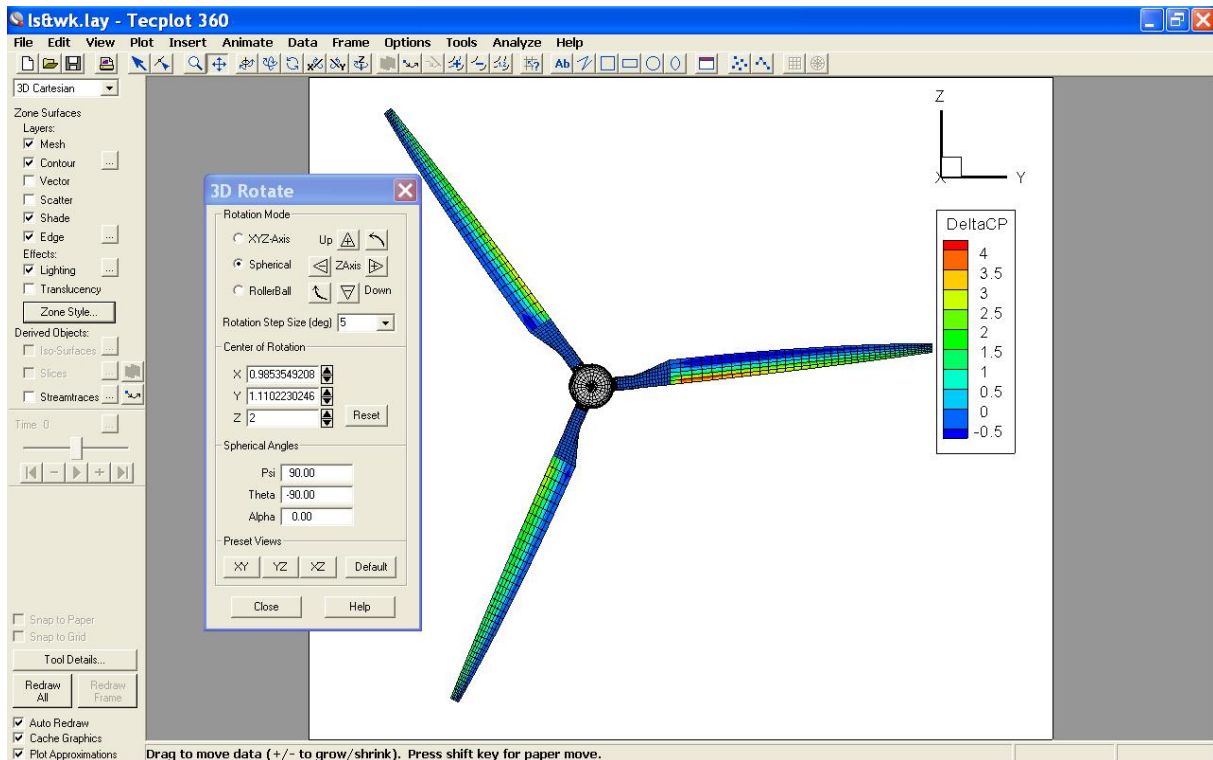 ls&twk.lay - Tecplot 360
File Edit View Plot Insert Animate Data Frame Options Tools Analyze Help
Ab
3D Cartesian
Zone Surfaces
Layers:
Mesh
Contour ...
Vector
Scatter
Shade
Edge ...
Effects:
Lighting ...
Translucency
Zone Style...
Derived Objects:
Iso-Surfaces ...
Slices ...
Streamtraces ...
Time 0 ...
Snap to Paper
Snap to Grid
Tool Details...
Redraw All
Redraw Frame
Auto Redraw
Cache Graphics
Plot Approximations
3D Rotate
Rotation Mode
XYZ-Axis Up
Spherical ZAxis
RollerBall Down
Rotation Step Size (deg) 5
Center of Rotation
X 0.9853549208
Y 1.1102230246
Z 2 Reset
Spherical Angles
Psi 90.00
Theta -90.00
Alpha 0.00
Preset Views
XY YZ XZ Default
Close Help
Z
X Y
DeltaCP
4
3.5
3
2.5
2
1.5
1
0.5
0
-0.5
Drag to move data (+/- to grow/shrink). Press shift key for paper move.